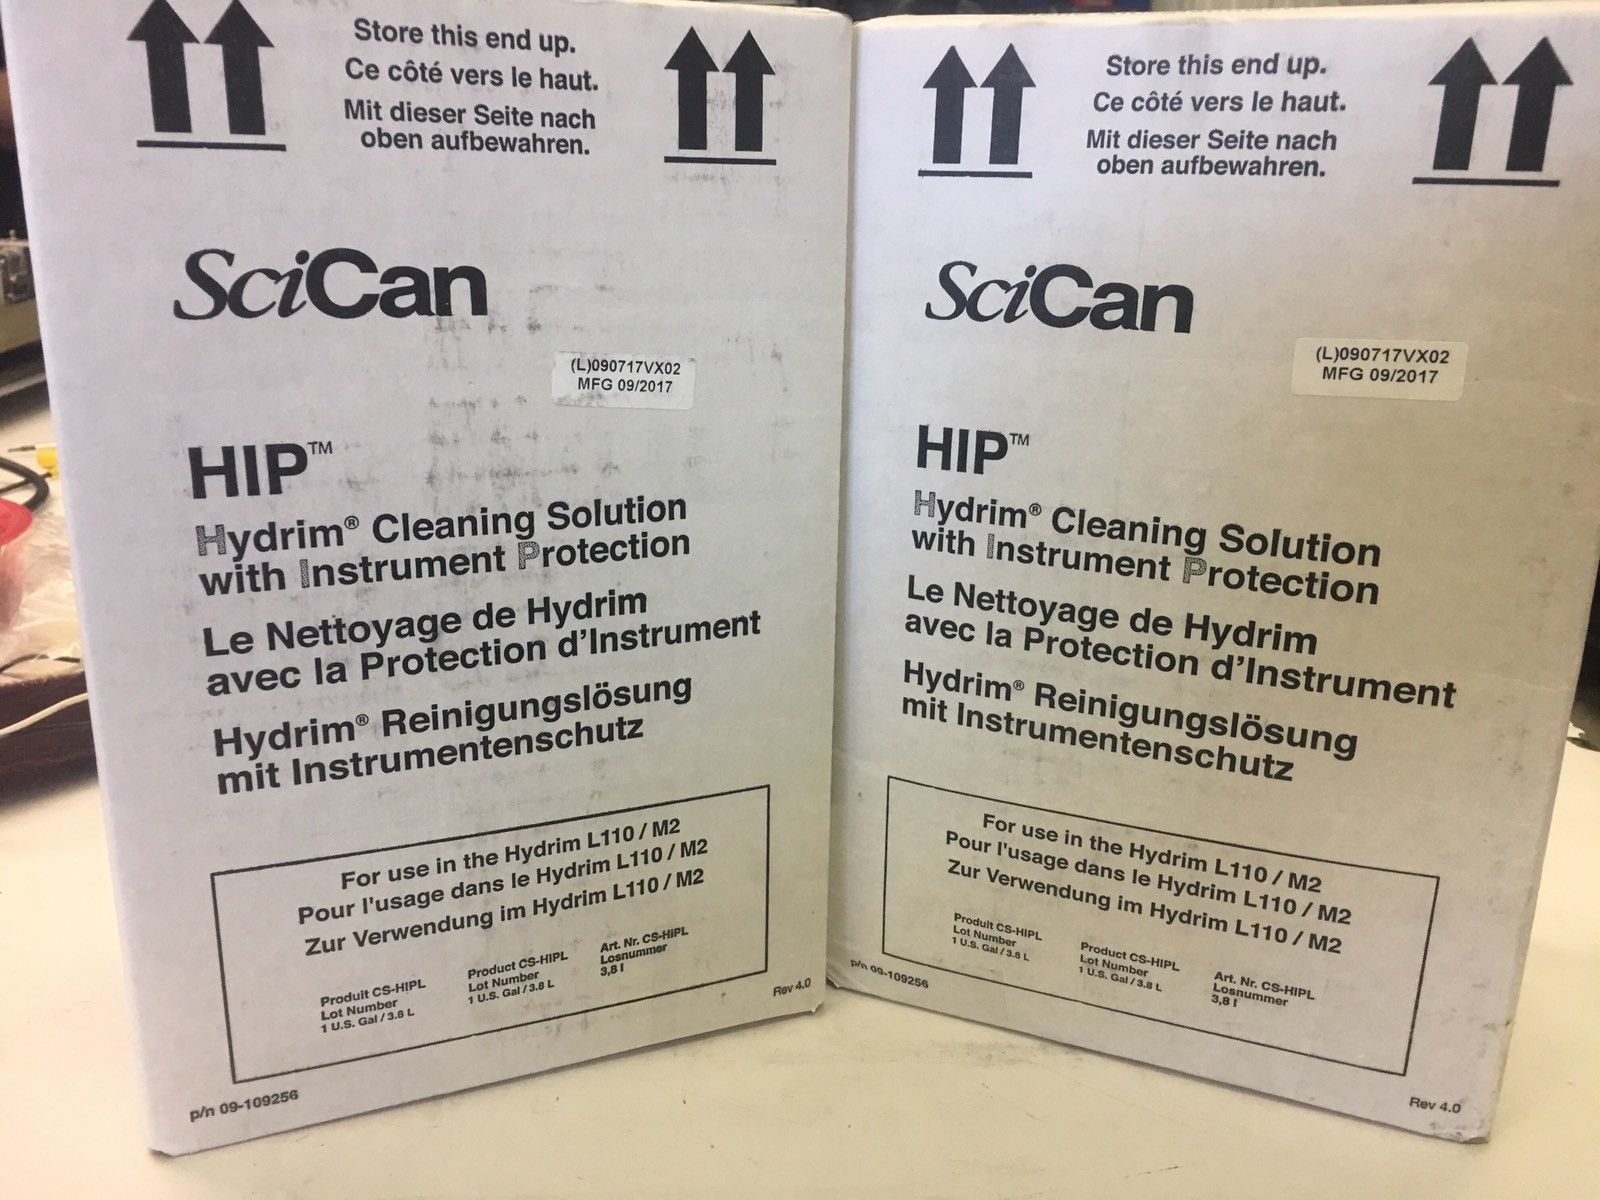 Store this end up.
Ce côté vers le haut.
Mit dieser Seite nach
oben aufbewahren.
SciCan
(L)090717VX02
MFG 09/2017
HIP™
Hydrim® Cleaning Solution
with Instrument Protection
Le Nettoyage de Hydrim
avec la Protection d'Instrument
Hydrim® Reinigungslösung
mit Instrumentenschutz
For use in the Hydrim L110 / M2
Pour l'usage dans le Hydrim L110 / M2
Zur Verwendung im Hydrim L110 / M2
Produit CS-HIPL
Lot Number
1 U.S. Gal / 3.8 L
Product CS-HIPL
Lot Number
1 U.S. Gal / 3.8 L
Art. Nr. CS-HIPL
Losnummer
3,8 l
p/n 09-109256
Rev 4.0
Store this end up.
Ce côté vers le haut.
Mit dieser Seite nach
oben aufbewahren.
SciCan
(L)090717VX02
MFG 09/2017
HIP™
Hydrim® Cleaning Solution
with Instrument Protection
Le Nettoyage de Hydrim
avec la Protection d'Instrument
Hydrim® Reinigungslösung
mit Instrumentenschutz
For use in the Hydrim L110 / M2
Pour l'usage dans le Hydrim L110 / M2
Zur Verwendung im Hydrim L110 / M2
Produit CS-HIPL
Lot Number
1 U.S. Gal / 3.8 L
Product CS-HIPL
Lot Number
1 U.S. Gal / 3.8 L
Art. Nr. CS-HIPL
Losnummer
3,8 l
p/n 09-109256
Rev 4.0